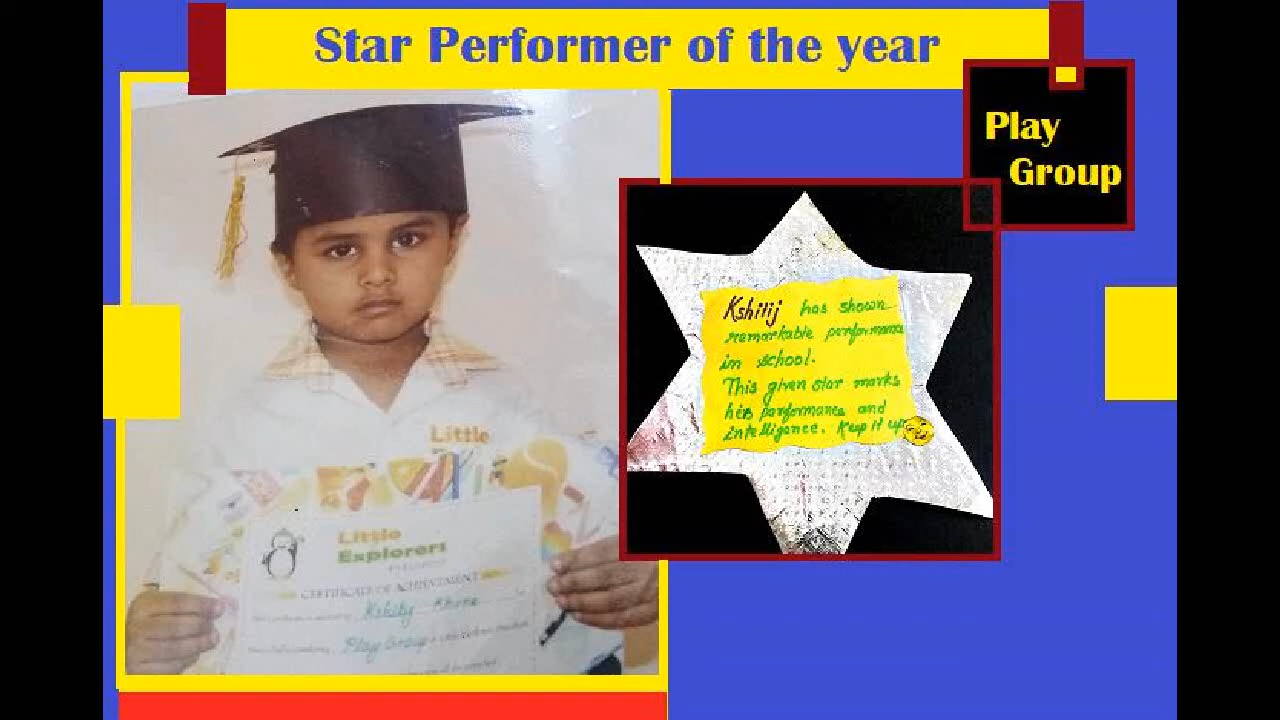 Star Performer of the year
Play
Group
Kshitij has shown
remarkable performance
in school.
This given star marks
his performance and
intelligence. Keep it up
Little
Little
Explorers
CERTIFICATE OF ACHIEVEMENT
Kshitij
Play Group